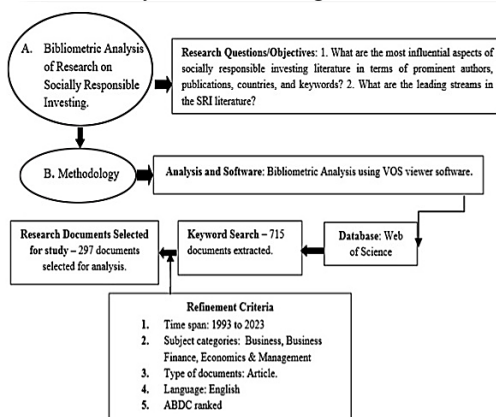 A. Bibliometric Analysis
of Research on
Socially Responsible
Investing.
Research Questions/Objectives: 1. What are the most influential aspects of
socially responsible investing literature in terms of prominent authors,
publications, countries, and keywords? 2. What are the leading streams in
the SRI literature?
B. Methodology
Analysis and Software: Bibliometric Analysis using VOS viewer software.
Research Documents Selected
for study – 297 documents
selected for analysis.
Keyword Search – 715
documents extracted.
Database: Web
of Science
Refinement Criteria
1. Time span: 1993 to 2023
2. Subject categories: Business, Business
Finance, Economics & Management
3. Type of documents: Article.
4. Language: English
5. ABDC ranked